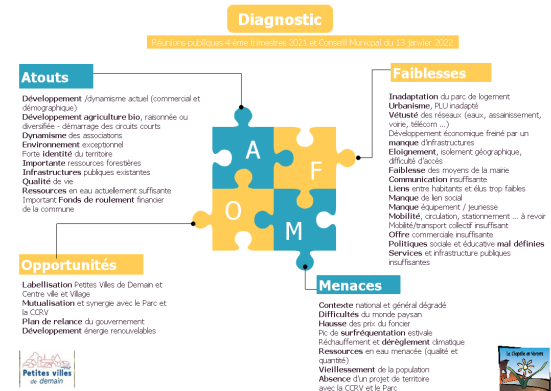 Diagnostic
Réunions publiques 4 ème trimestres 2021 et Conseil Municipal du 13 janvier 2022
Atouts
Développement /dynamisme actuel (commercial et
démographique)
Développement agriculture bio, raisonnée ou
diversifiée - démarrage des circuits courts
Dynamisme des associations
Environnement exceptionnel
Forte identité du territoire
Importante ressources forestières
Infrastructures publiques existantes
Qualité de vie
Ressources en eau actuellement suffisante
Important Fonds de roulement financier
de la commune
Faiblesses
Inadaptation du parc de logement
Urbanisme, PLU inadapté
Vétusté des réseaux (eaux, assainissement,
voirie, télécom ...)
Développement économique freiné par un
manque d'infrastructures
Eloignement, isolement géographique,
difficulté d'accès
Faiblesse des moyens de la mairie
Communication insuffisante
Liens entre habitants et élus trop faibles
Manque de lien social
Manque équipement / jeunesse
Mobilité, circulation, stationnement ... à revoir
Mobilité/transport collectif insuffisant
Offre commerciale insuffisante
Politiques sociale et éducative mal définies
Services et infrastructure publiques
insuffisantes
A
F
O
M
Opportunités
Labellisation Petites Villes de Demain et
Centre ville et Village
Mutualisation et synergie avec le Parc et
la CCRV
Plan de relance du gouvernement
Développement énergie renouvelables
Menaces
Contexte national et général dégradé
Difficultés du monde paysan
Hausse des prix du foncier
Pic de surfréquentation estivale
Réchauffement et dérèglement climatique
Ressources en eau menacée (qualité et
quantité)
Vieillessement de la population
Absence d'un projet de territoire
avec la CCRV et le Parc
Petites villes
de demain
La Chapelle en Vercors